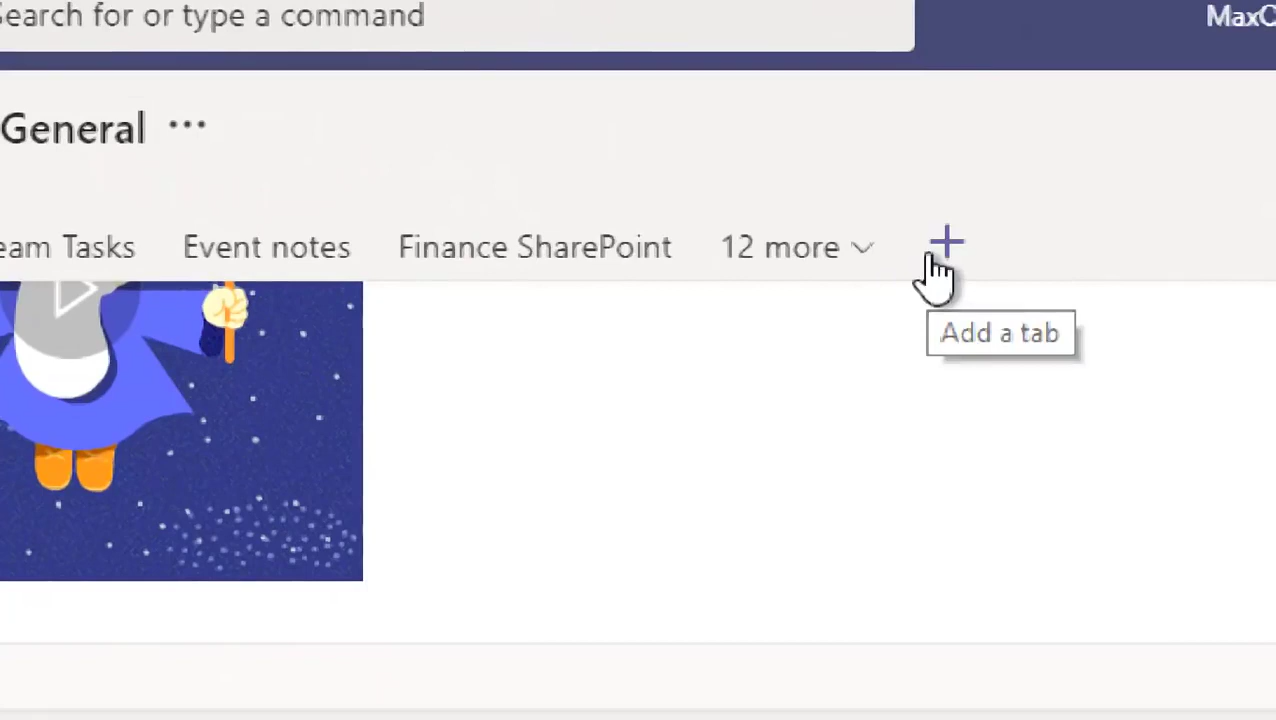 Search for or type a command
MaxC
General ···
eam Tasks Event notes Finance SharePoint 12 more
Add a tab